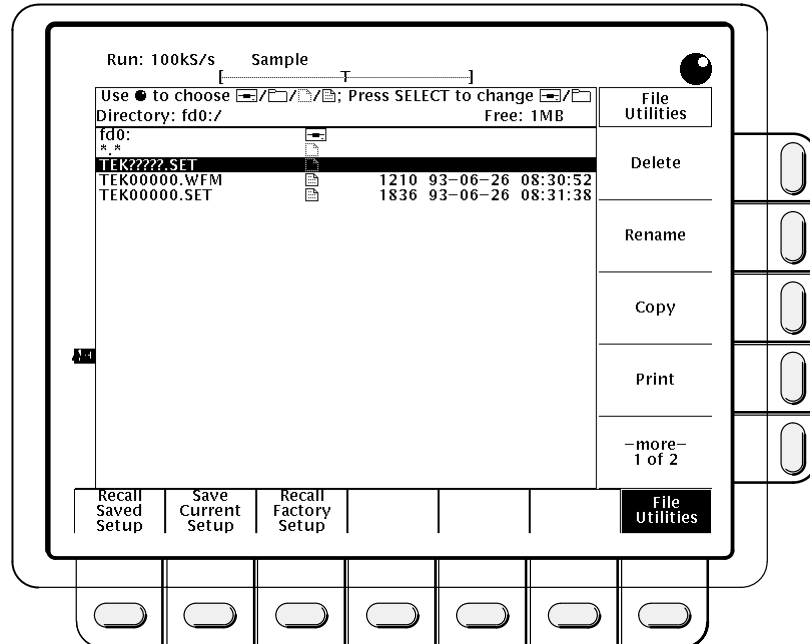 Run: 100kS/s Sample
T
Use to choose / / / ; Press SELECT to change /
Directory: fd0:/ Free: 1MB
fd0:
*.*
TEK?????.SET
TEK00000.WFM 1210 93-06-26 08:30:52
TEK00000.SET 1836 93-06-26 08:31:38
File
Utilities
Delete
Rename
Copy
Print
-more-
1 of 2
Recall
Saved
Setup
Save
Current
Setup
Recall
Factory
Setup
File
Utilities